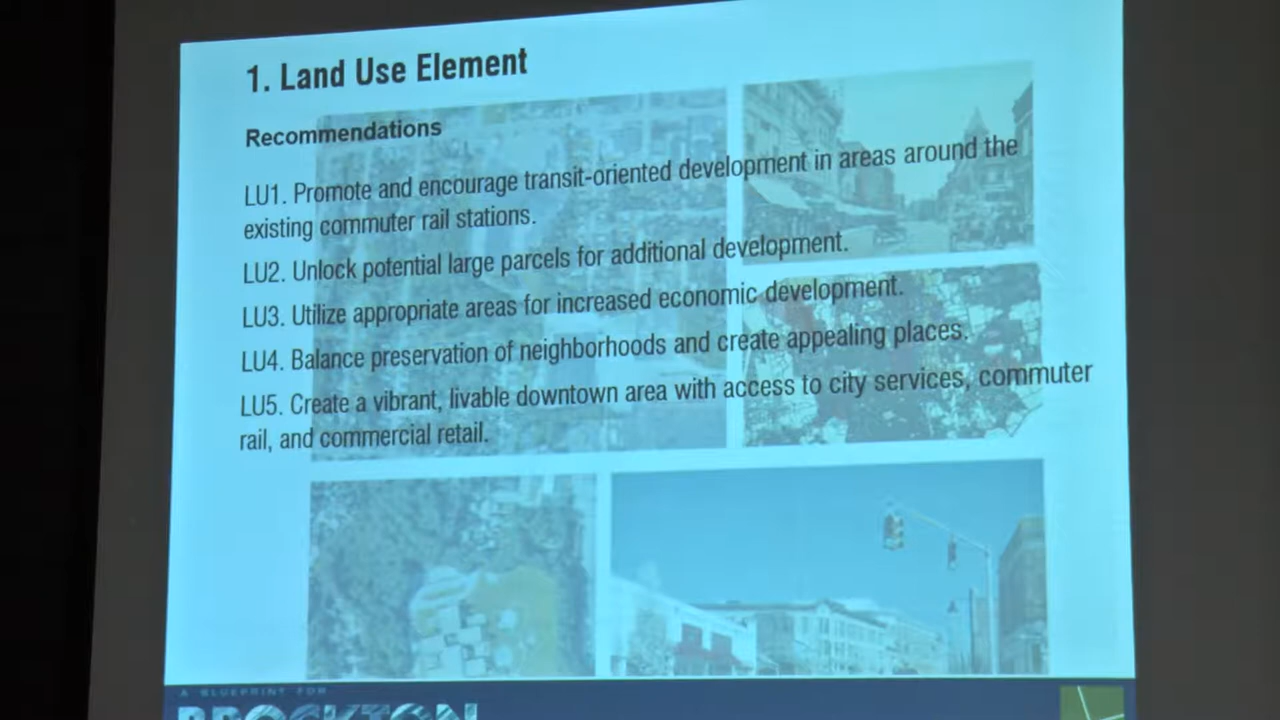 1. Land Use Element
Recommendations
LU1. Promote and encourage transit-oriented development in areas around the
existing commuter rail stations.
LU2. Unlock potential large parcels for additional development.
LU3. Utilize appropriate areas for increased economic development.
LU4. Balance preservation of neighborhoods and create appealing places.
LU5. Create a vibrant, livable downtown area with access to city services, commuter
rail, and commercial retail.
A BLUEPRINT FOR
BROCKTON